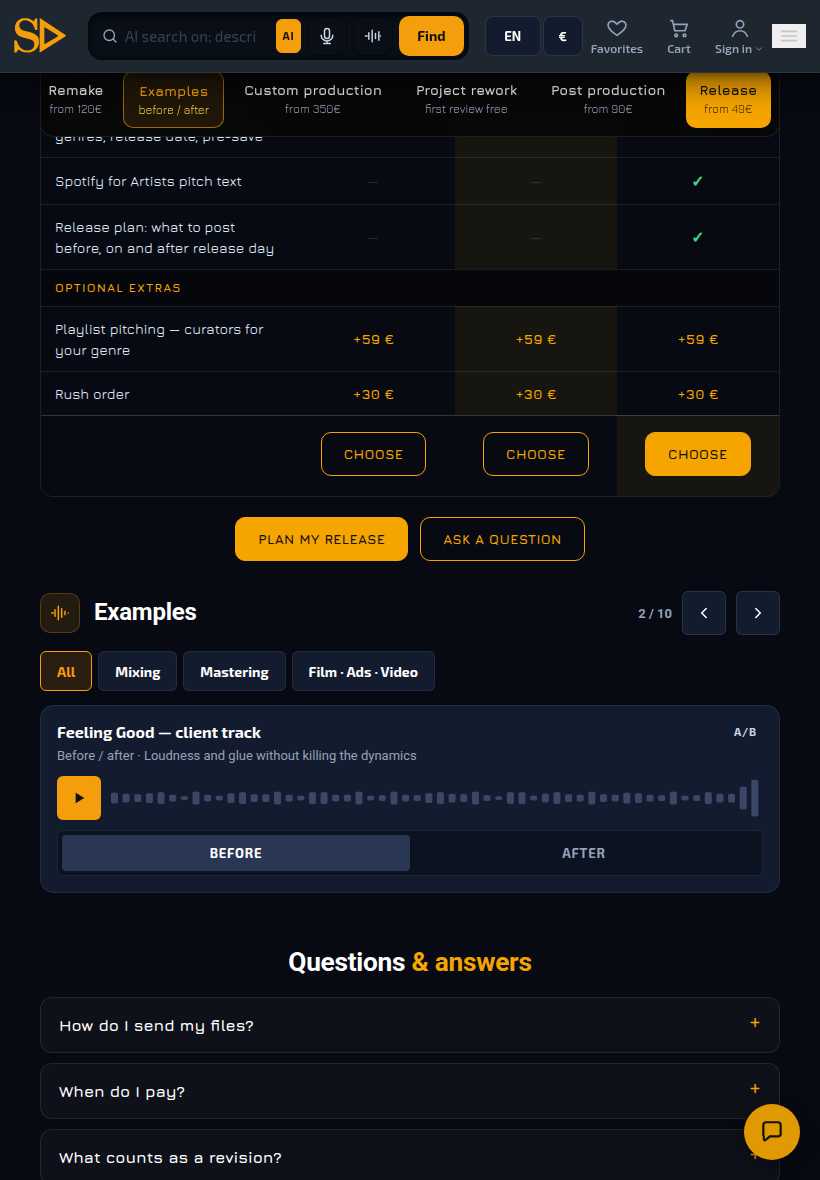 AI search on: descri
AI
Find
EN
€
Favorites
Cart
Sign in
Remake
from 120€
Examples
before / after
Custom production
from 350€
Project rework
first review free
Post production
from 90€
Release
from 49€
genres, release date, pre-save
Spotify for Artists pitch text
— — ✓
Release plan: what to post
before, on and after release day
— — ✓
OPTIONAL EXTRAS
Playlist pitching — curators for
your genre
+59 € +59 € +59 €
Rush order +30 € +30 € +30 €
CHOOSE CHOOSE CHOOSE
PLAN MY RELEASE
ASK A QUESTION
Examples
2 / 10
All
Mixing
Mastering
Film · Ads · Video
Feeling Good — client track
A/B
Before / after · Loudness and glue without killing the dynamics
BEFORE
AFTER
Questions & answers
How do I send my files? +
When do I pay? +
What counts as a revision? +